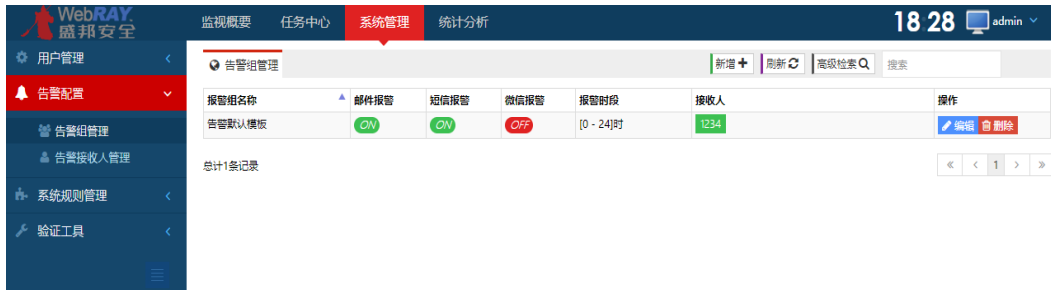 WebRAY.
盛邦安全
监视概要 任务中心 系统管理 统计分析
18 28 admin
用户管理
告警配置
告警组管理
告警接收人管理
系统规则管理
验证工具
告警组管理
新增 刷新 高级检索 搜索
报警组名称 邮件报警 短信报警 微信报警 报警时段 接收人 操作
告警默认模板 ON ON OFF [0 - 24]时 1234 编辑 删除
总计1条记录
« < 1 > »